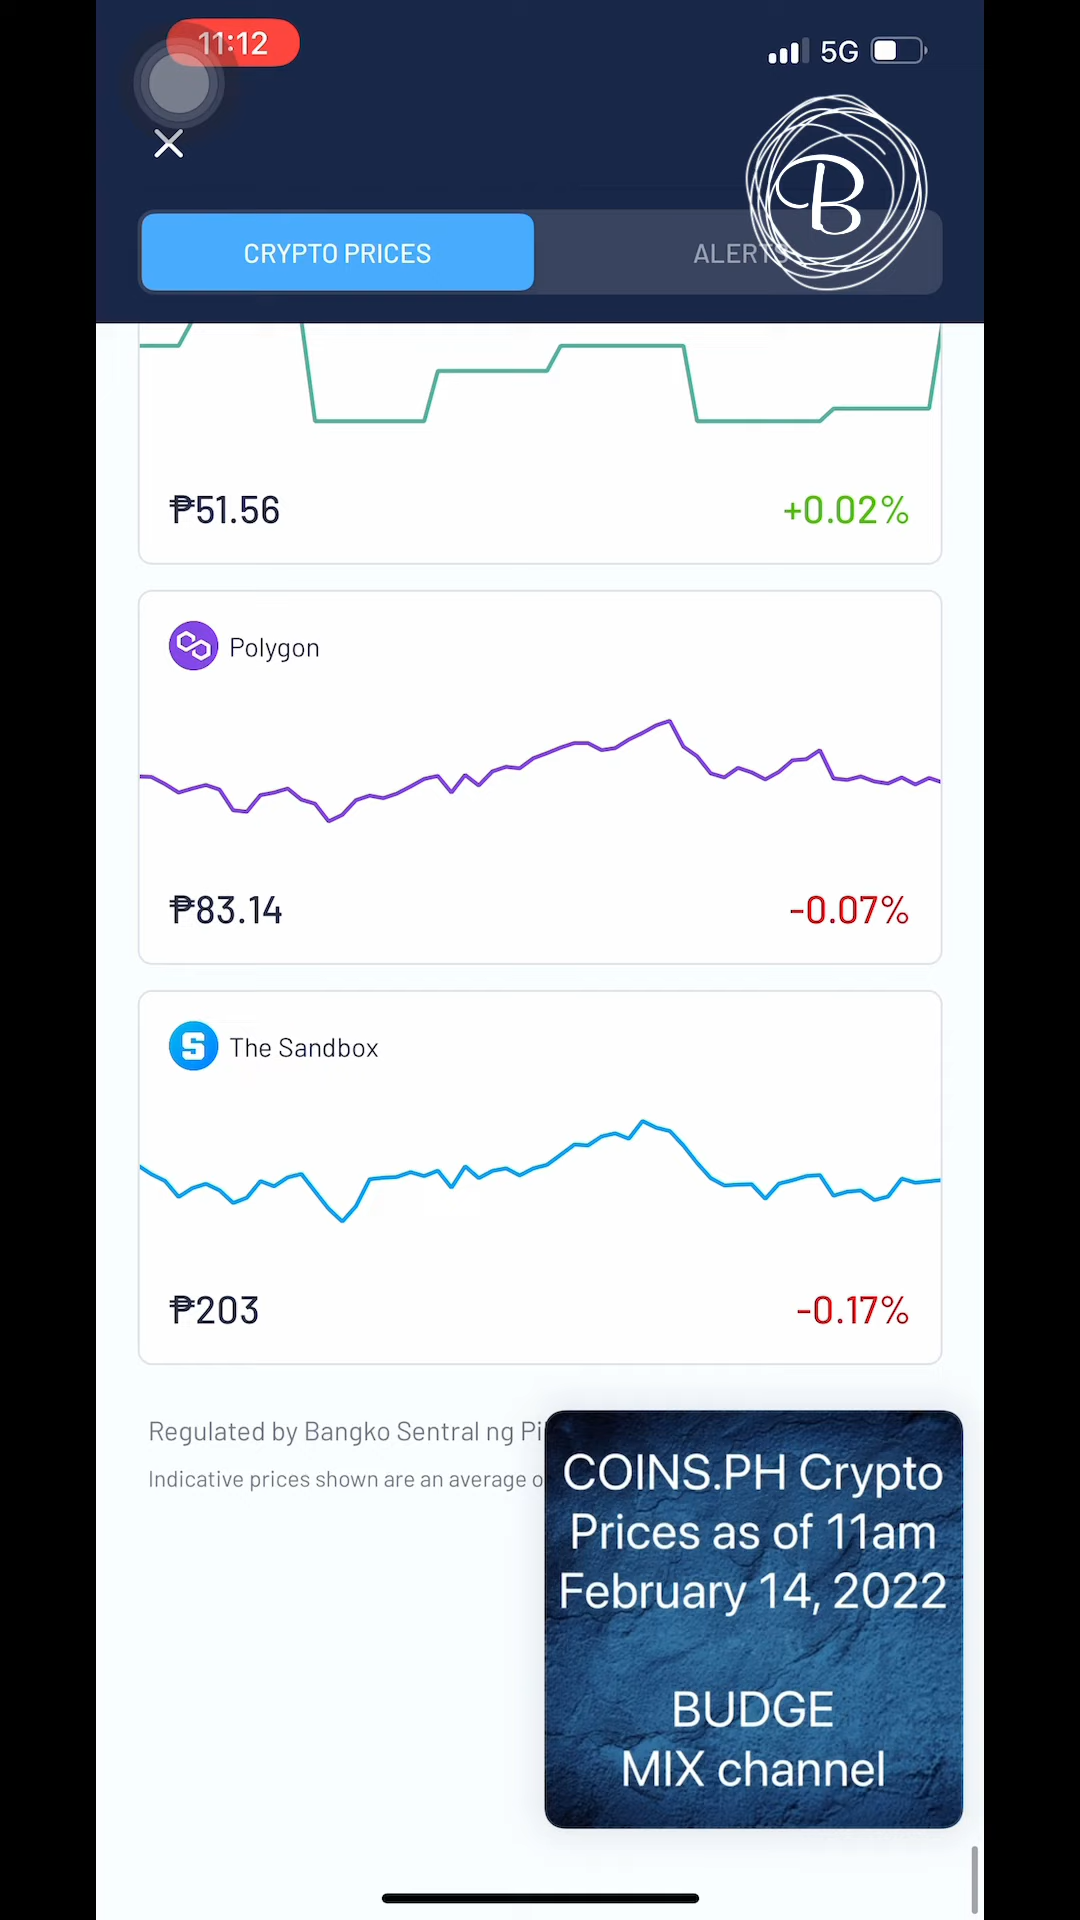 11:12
5G
B
CRYPTO PRICES
ALERTS
₱51.56
+0.02%
Polygon
₱83.14
-0.07%
S
The Sandbox
₱203
-0.17%
Regulated by Bangko Sentral ng
Indicative prices shown are an average
COINS.PH Crypto
Prices as of 11am
February 14, 2022
BUDGE
MIX channel